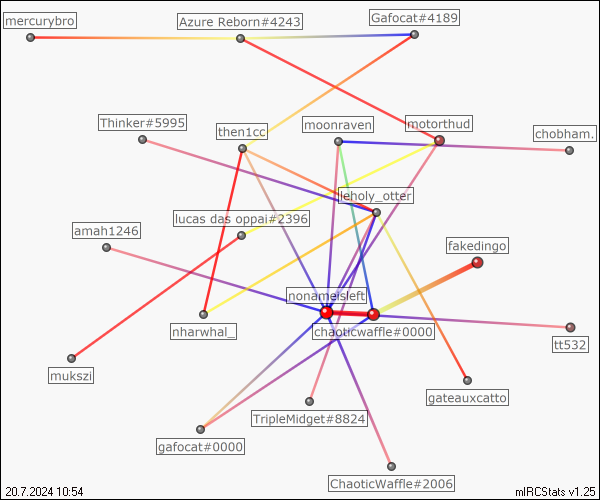 mercurybro
Azure Reborn#4243
Gafocat#4189
Thinker#5995
then1cc
moonraven
motorthud
chobham.
leholy_otter
lucas das oppai#2396
amah1246
fakedingo
nonameisleft
nharwhal_
chaoticwaffle#0000
tt532
mukszi
gateauxcatto
TripleMidget#8824
gafocat#0000
ChaoticWaffle#2006
20.7.2024 10:54
mIRCStats v1.25